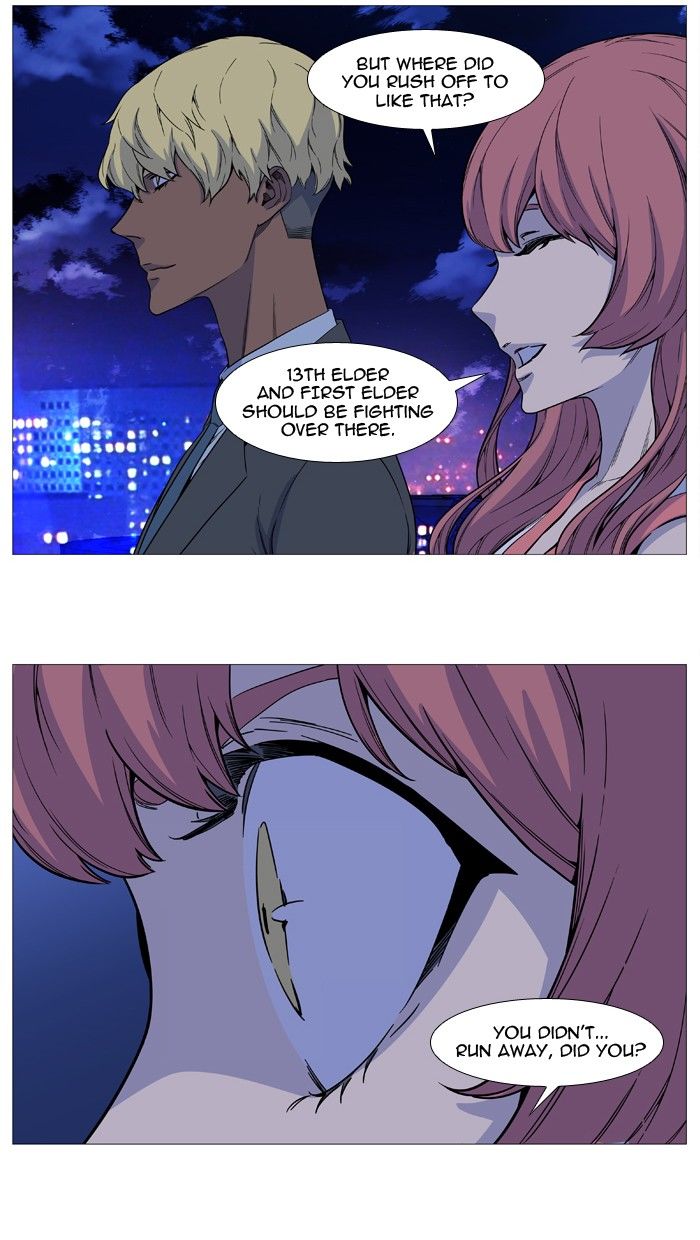 BUT WHERE DID
YOU RUSH OFF TO
LIKE THAT?
13TH ELDER
AND FIRST ELDER
SHOULD BE FIGHTING
OVER THERE.
YOU DIDN'T...
RUN AWAY, DID YOU?